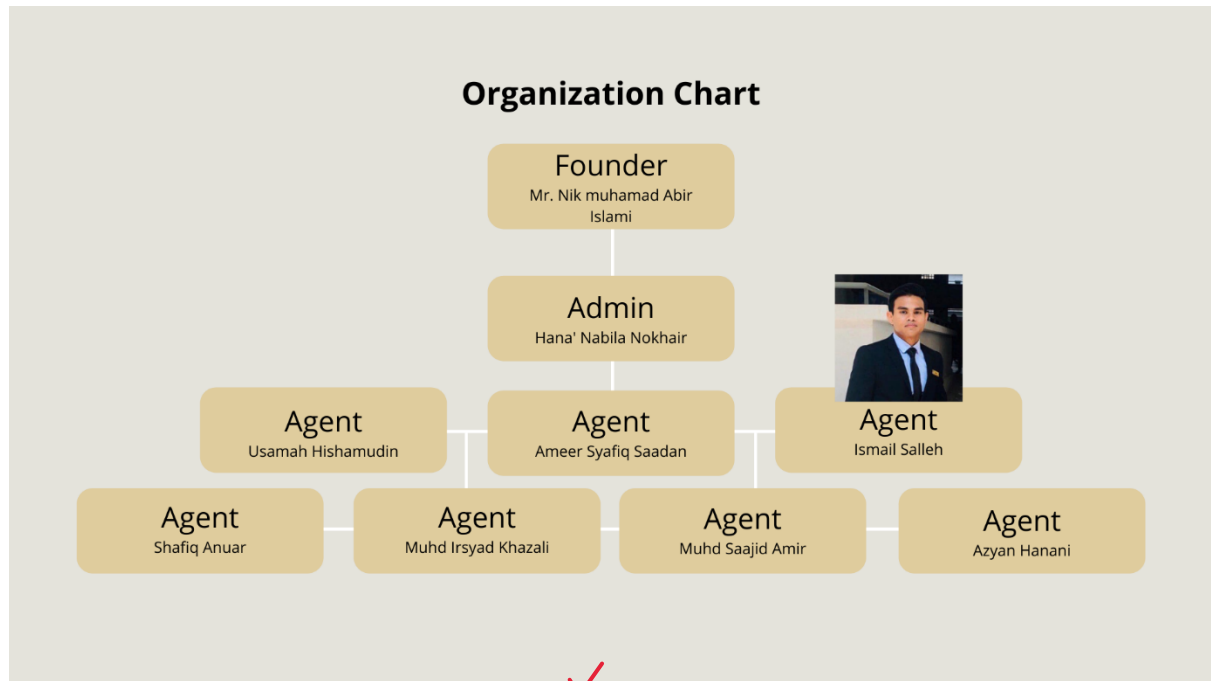 Organization Chart
Founder
Mr. Nik muhamad Abir
Islami
Admin
Hana' Nabila Nokhair
Agent
Usamah Hishamudin
Agent
Ameer Syafiq Saadan
Agent
Ismail Salleh
Agent
Shafiq Anuar
Agent
Muhd Irsyad Khazali
Agent
Muhd Saajid Amir
Agent
Azyan Hanani